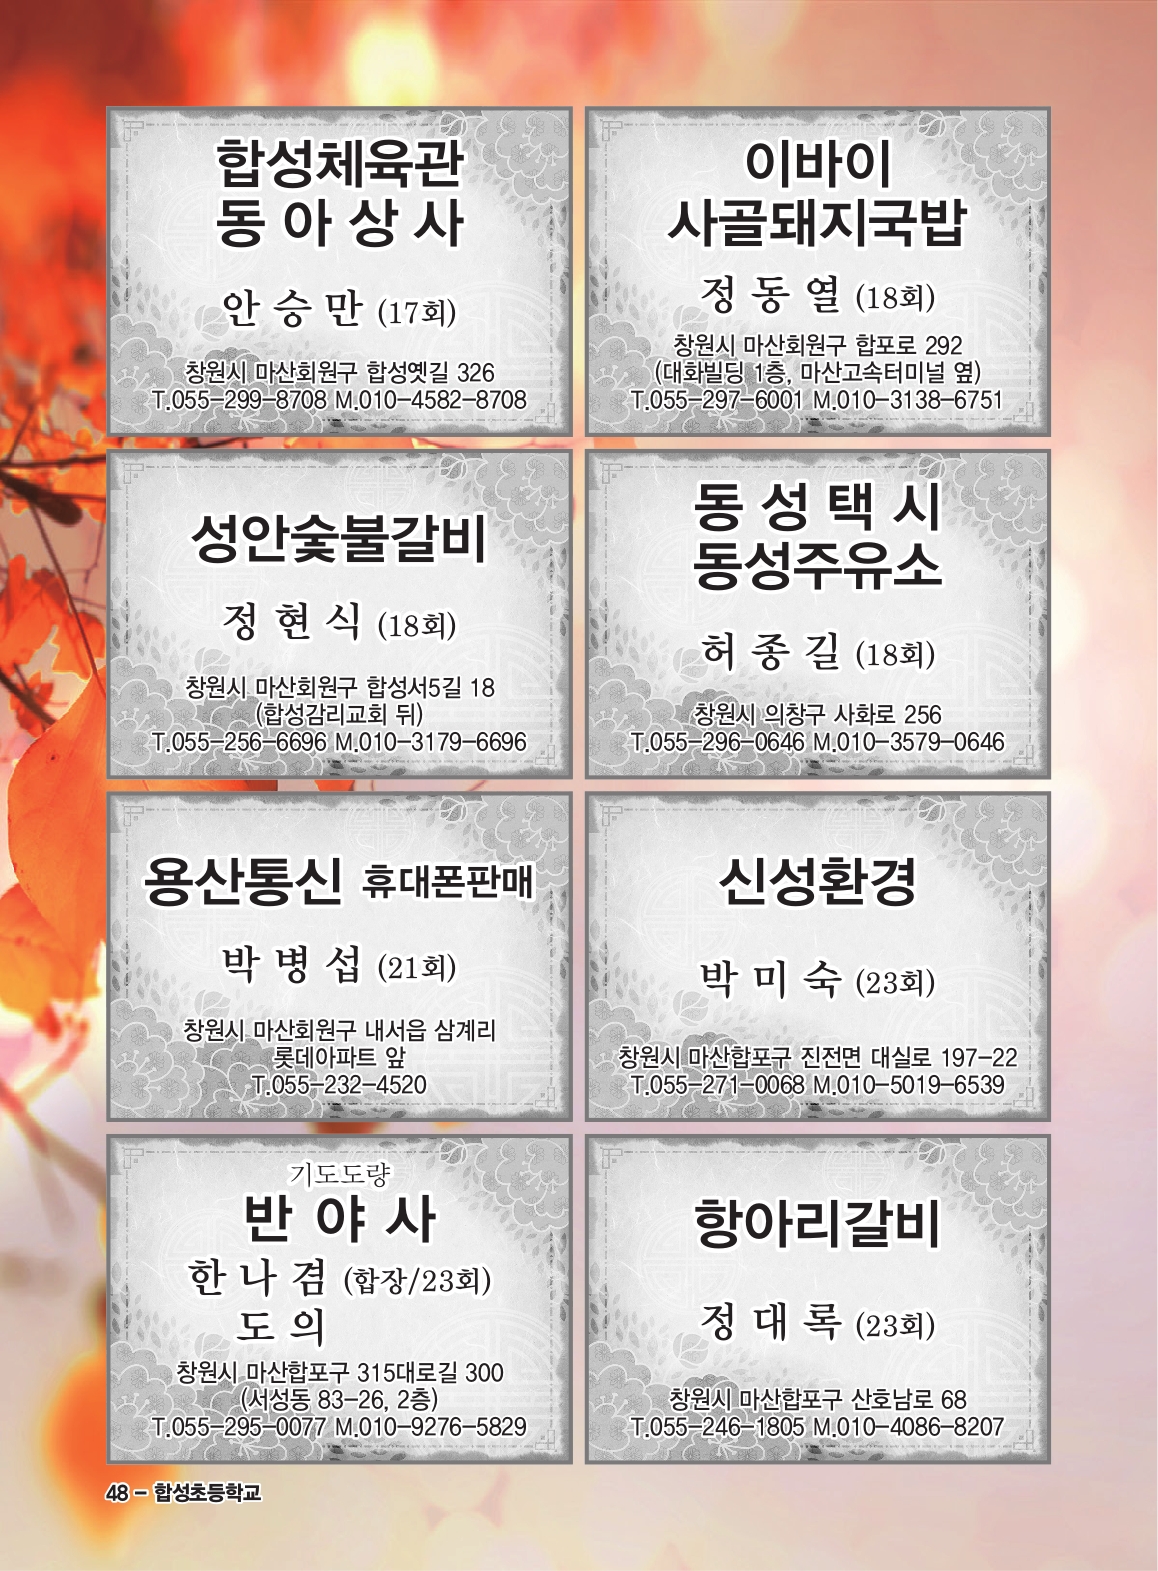 합성체육관
동 아 상 사
안 승 만 (17회)
창원시 마산회원구 합성옛길 326
T.055-299-8708 M.010-4582-8708
이바이
사골돼지국밥
정 동 열 (18회)
창원시 마산회원구 합포로 292
(대화빌딩 1층, 마산고속터미널 옆)
T.055-297-6001 M.010-3138-6751
성안숯불갈비
정 현 식 (18회)
창원시 마산회원구 합성서5길 18
(합성감리교회 뒤)
T.055-256-6696 M.010-3179-6696
동 성 택 시
동성주유소
허 종 길 (18회)
창원시 의창구 사화로 256
T.055-296-0646 M.010-3579-0646
용산통신 휴대폰판매
박 병 섭 (21회)
창원시 마산회원구 내서읍 삼계리
롯데아파트 앞
T.055-232-4520
신성환경
박 미 숙 (23회)
창원시 마산합포구 진전면 대실로 197-22
T.055-271-0068 M.010-5019-6539
기도도량
반 야 사
한 나 겸 (합장/23회)
도 의
창원시 마산합포구 315대로길 300
(서성동 83-26, 2층)
T.055-295-0077 M.010-9276-5829
항아리갈비
정 대 록 (23회)
창원시 마산합포구 산호남로 68
T.055-246-1805 M.010-4086-8207
48 - 합성초등학교